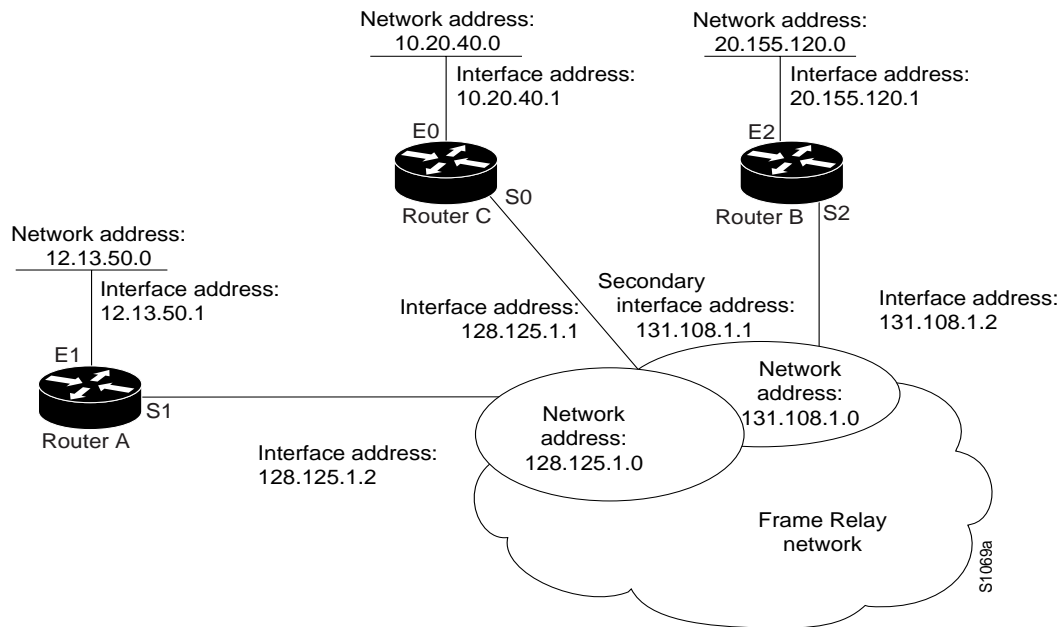 Network address:
10.20.40.0
Interface address:
10.20.40.1
E0
Router C
S0
Network address:
20.155.120.0
Interface address:
20.155.120.1
E2
Router B
S2
Network address:
12.13.50.0
Interface address:
12.13.50.1
E1
Router A
S1
Interface address:
128.125.1.1
Secondary
interface address:
131.108.1.1
Interface address:
131.108.1.2
Interface address:
128.125.1.2
Network
address:
128.125.1.0
Network
address:
131.108.1.0
Frame Relay
network
S1069a